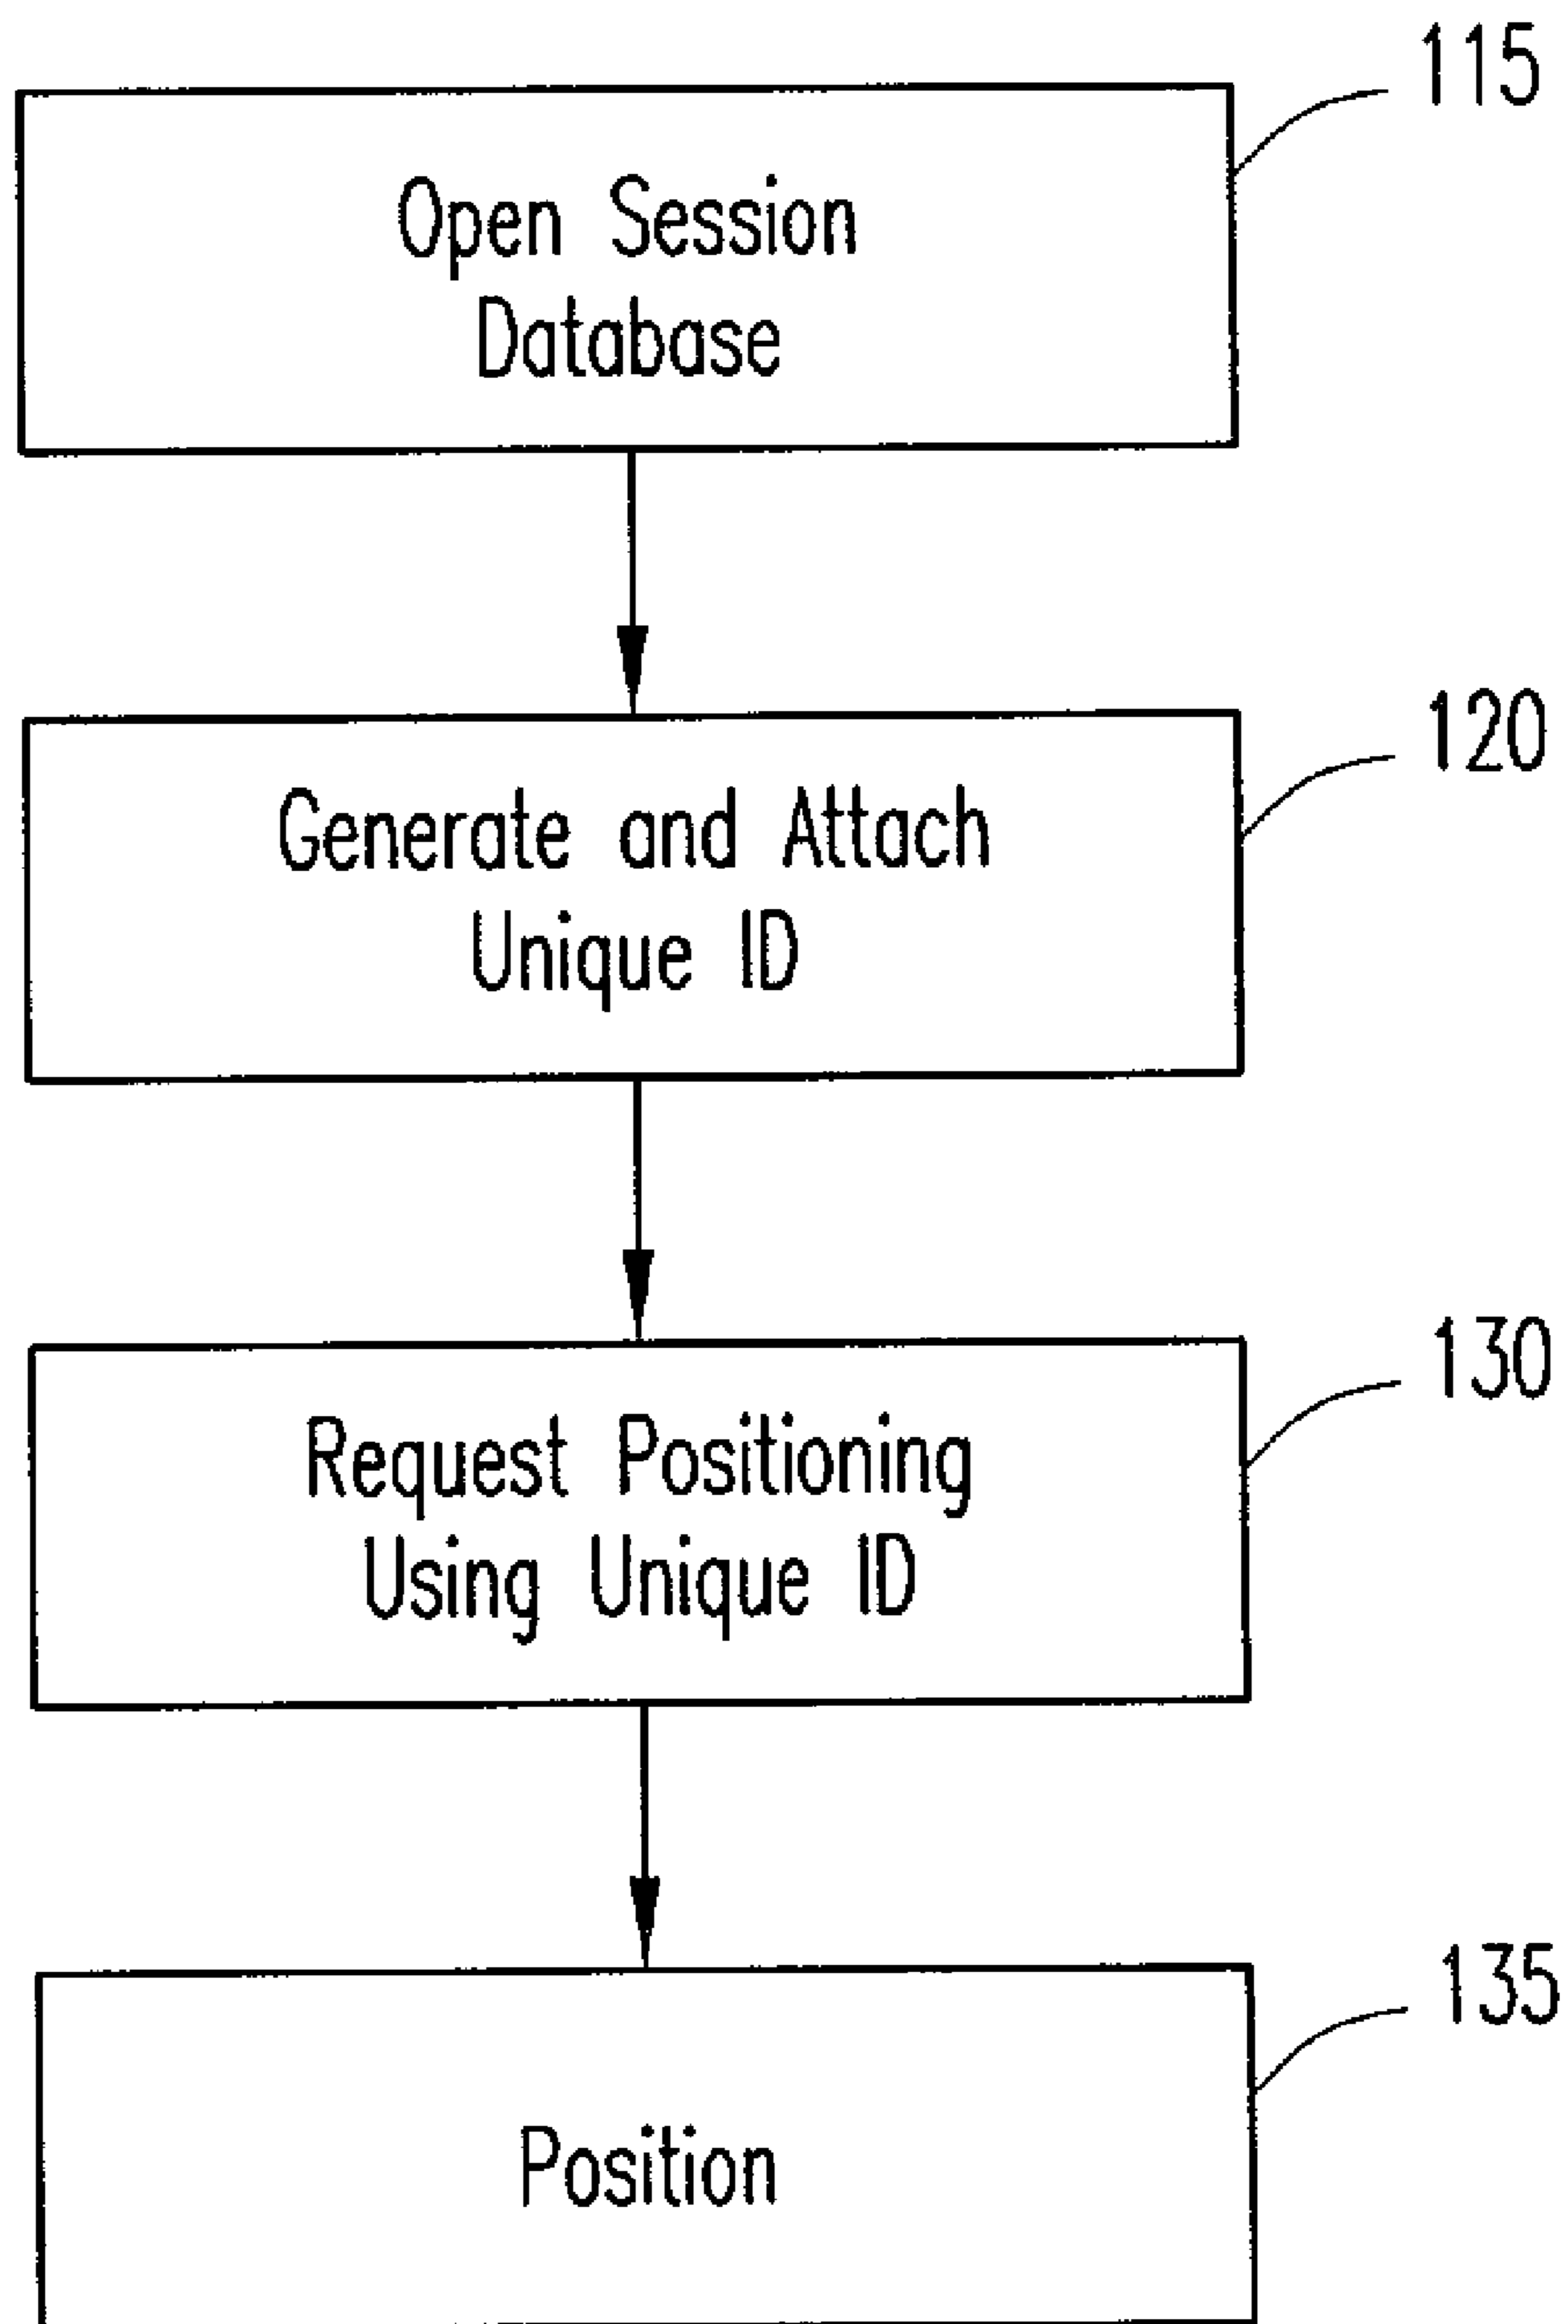 115
Open Session
Database
120
Generate and Attach
Unique ID
130
Request Positioning
Using Unique ID
135
Position